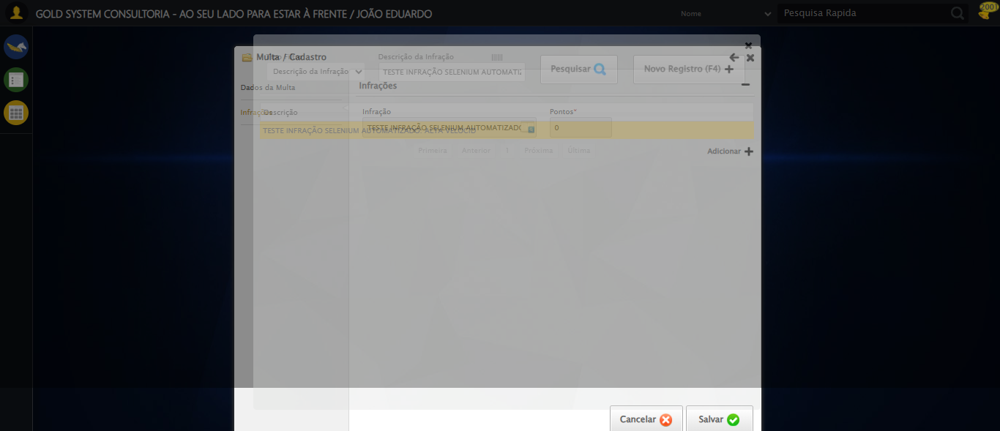 GOLD SYSTEM CONSULTORIA - AO SEU LADO PARA ESTAR À FRENTE / JOÃO EDUARDO
Nome
Pesquisa Rapida
2001
Multa / Cadastro
Filtro
Descrição da Infração
||||||
Descrição da Infração
TESTE INFRAÇÃO SELENIUM AUTOMATIZ
Pesquisar
Novo Registro (F4)
Dados da Multa
Infrações
Infrações
Descrição
Infração
Pontos*
TESTE INFRAÇÃO SELENIUM AUTOMATIZADO: ALTA VELOCID
TESTE INFRAÇÃO SELENIUM AUTOMATIZADO
0
Primeira
Anterior
1
Próxima
Última
Adicionar
Cancelar
Salvar